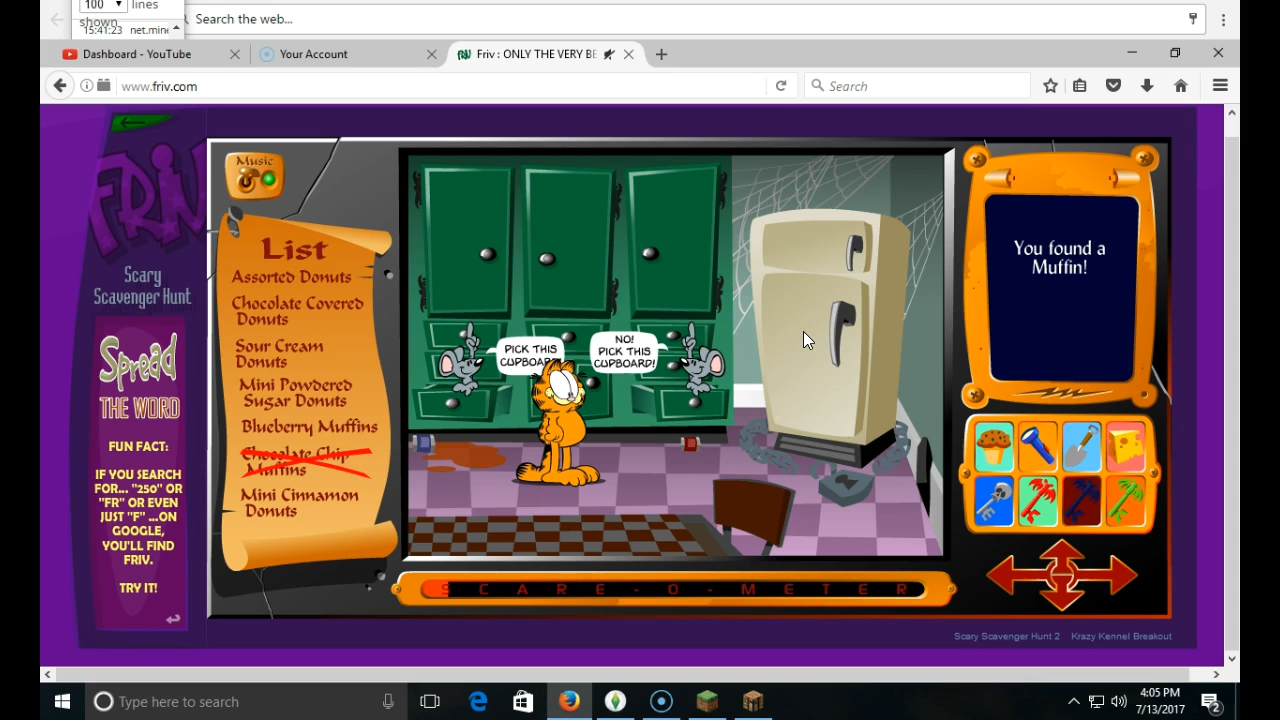 100 lines
shown
15:41:23 net.mine
Search the web...
Dashboard - YouTube
Your Account
Friv : ONLY THE VERY BE
www.friv.com
Search
FRIV
Scary
Scavenger Hunt
Spread
THE WORD
FUN FACT:
IF YOU SEARCH
FOR... "250" OR
"FR" OR EVEN
JUST "F" ...ON
GOOGLE,
YOU'LL FIND
FRIV.
TRY IT!
Music
List
Assorted Donuts
Chocolate Covered
Donuts
Sour Cream
Donuts
Mini Powdered
Sugar Donuts
Blueberry Muffins
Chocolate Chip
Muffins
Mini Cinnamon
Donuts
PICK THIS
CUPBOARD
NO!
PICK THIS
CUPBOARD!
You found a
Muffin!
SCARE-O-METER
Scary Scavenger Hunt 2 Krazy Kennel Breakout
Type here to search
4:05 PM
7/13/2017
2